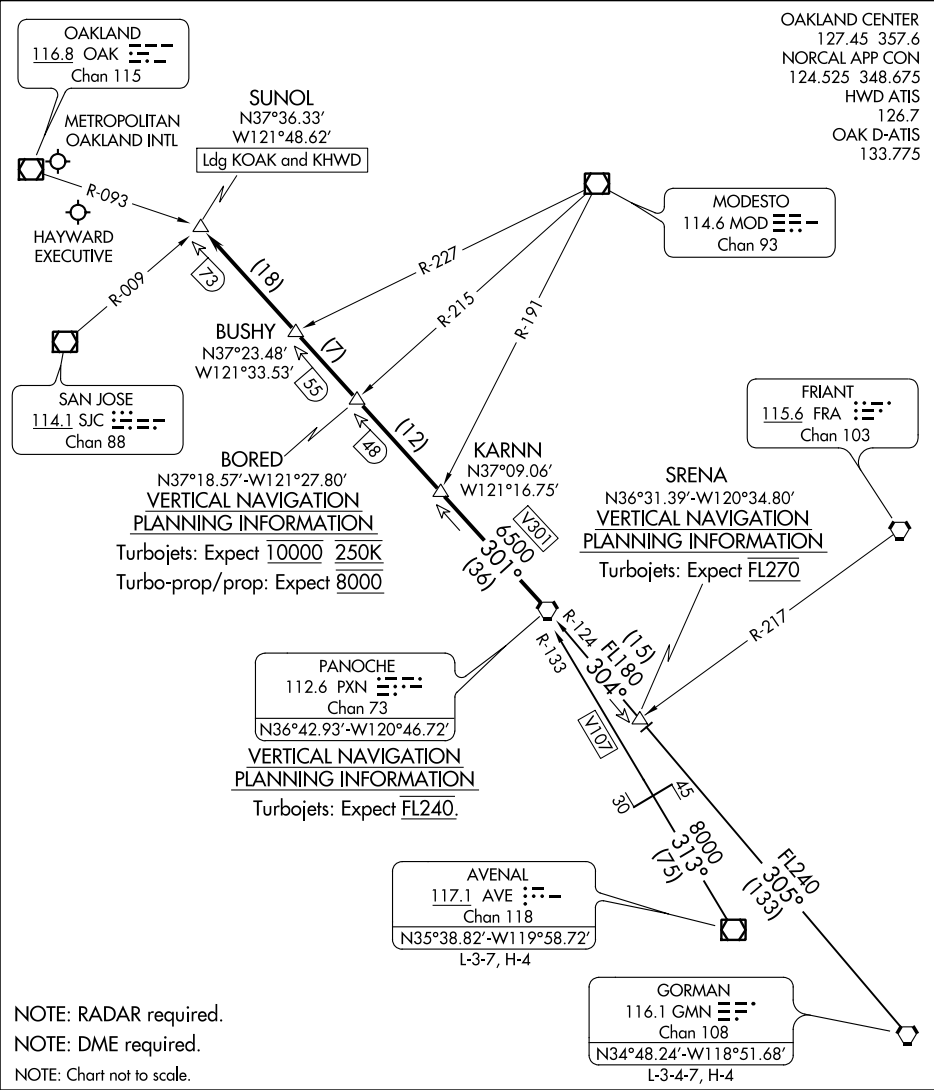 OAKLAND
116.8 OAK
Chan 115
OAKLAND CENTER
127.45 357.6
NORCAL APP CON
124.525 348.675
HWD ATIS
126.7
OAK D-ATIS
133.775
METROPOLITAN
OAKLAND INTL
SUNOL
N37°36.33'
W121°48.62'
Ldg KOAK and KHWD
R-093
HAYWARD
EXECUTIVE
R-009
73
(18)
MODESTO
114.6 MOD
Chan 93
R-227
R-215
R-191
BUSHY
N37°23.48'
W121°33.53'
(7)
55
SAN JOSE
114.1 SJC
Chan 88
48
(12)
BORED
N37°18.57'-W121°27.80'
VERTICAL NAVIGATION
PLANNING INFORMATION
Turbojets: Expect 10000 250K
Turbo-prop/prop: Expect 8000
KARNN
N37°09.06'
W121°16.75'
V301
6500
301°
(36)
FRIANT
115.6 FRA
Chan 103
SRENA
N36°31.39'-W120°34.80'
VERTICAL NAVIGATION
PLANNING INFORMATION
Turbojets: Expect FL270
R-217
R-124
R-133
(15)
FL180
304°
PANOCHE
112.6 PXN
Chan 73
N36°42.93'-W120°46.72'
VERTICAL NAVIGATION
PLANNING INFORMATION
Turbojets: Expect FL240.
V107
30
45
8000
313°
(75)
FL240
305°
(133)
AVENAL
117.1 AVE
Chan 118
N35°38.82'-W119°58.72'
L-3-7, H-4
GORMAN
116.1 GMN
Chan 108
N34°48.24'-W118°51.68'
L-3-4-7, H-4
NOTE: RADAR required.
NOTE: DME required.
NOTE: Chart not to scale.